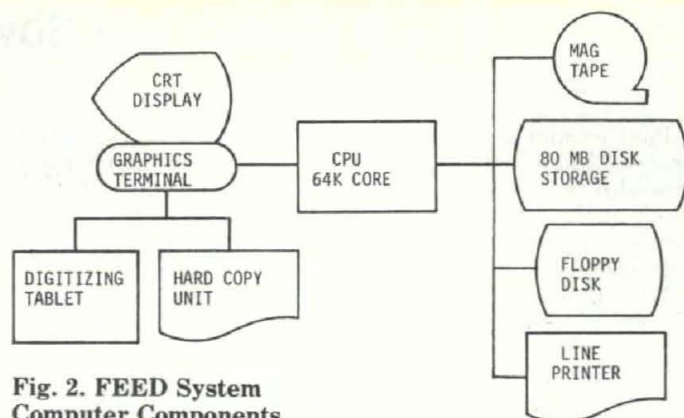 CRT
DISPLAY
GRAPHICS
TERMINAL
DIGITIZING
TABLET
HARD COPY
UNIT
CPU
64K CORE
MAG
TAPE
80 MB DISK
STORAGE
FLOPPY
DISK
LINE
PRINTER
Fig. 2. FEED System
Computer Components